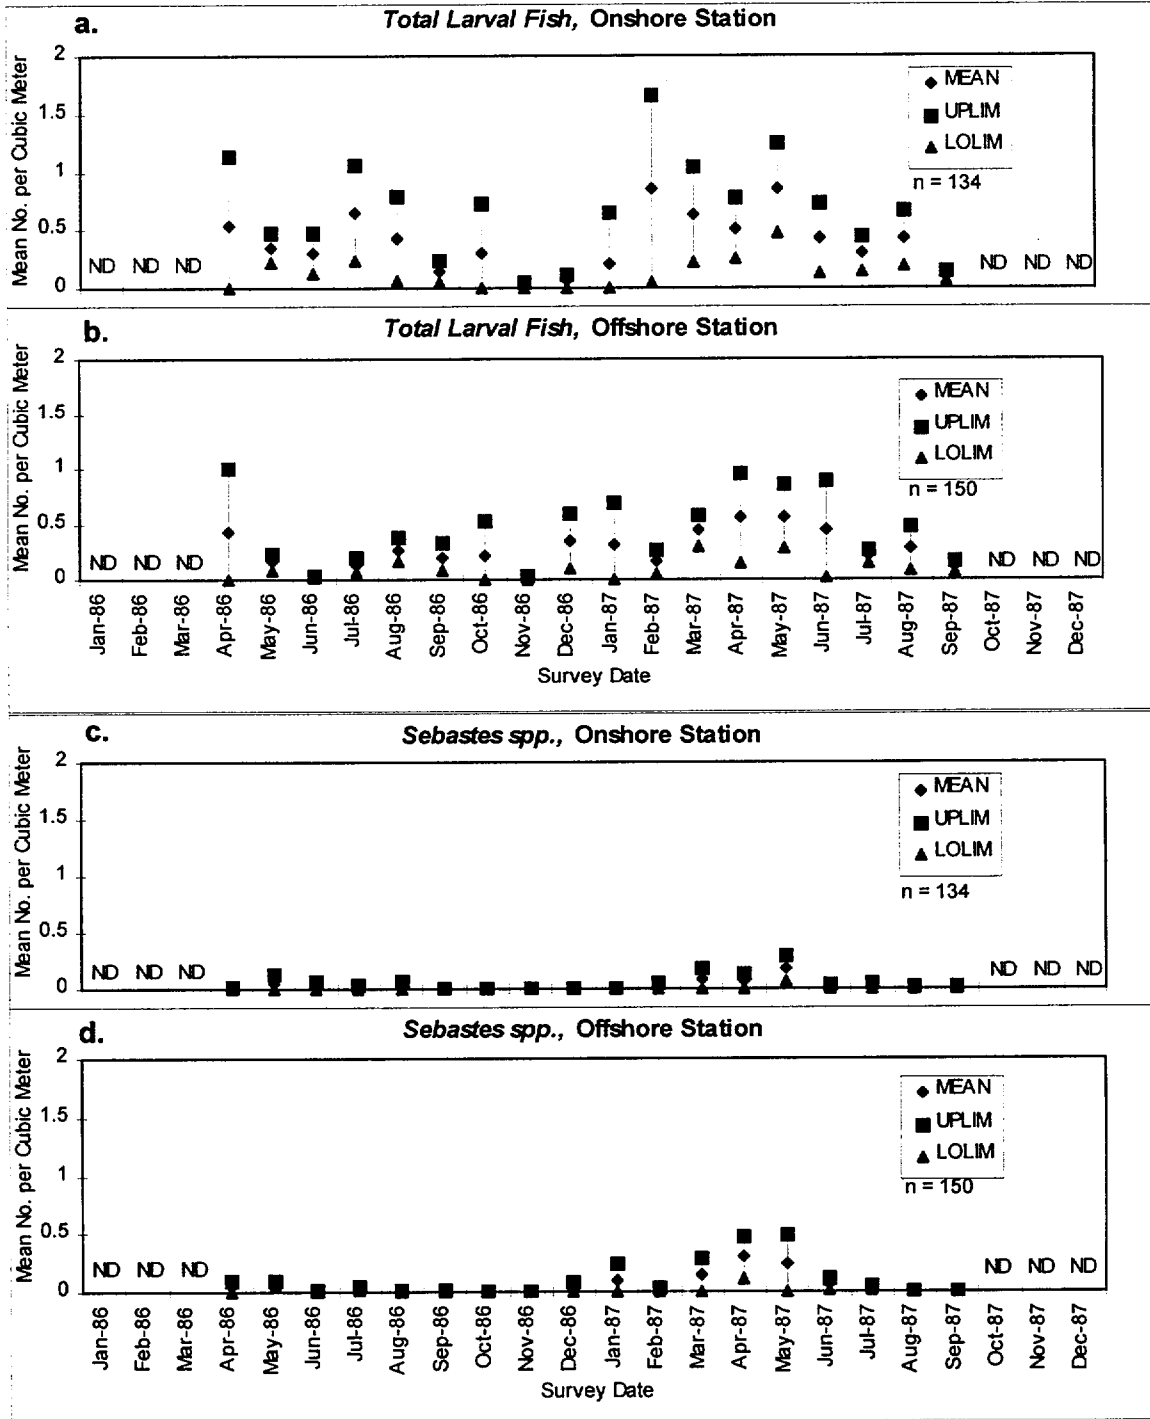 a.
Total Larval Fish, Onshore Station
Mean No. per Cubic Meter
2
1.5
1
0.5
0
MEAN
UPLIM
LOLIM
n = 134
ND ND ND
ND ND ND
b.
Total Larval Fish, Offshore Station
Mean No. per Cubic Meter
2
1.5
1
0.5
0
MEAN
UPLIM
LOLIM
n = 150
ND ND ND
ND ND ND
Jan-86
Feb-86
Mar-86
Apr-86
May-86
Jun-86
Jul-86
Aug-86
Sep-86
Oct-86
Nov-86
Dec-86
Jan-87
Feb-87
Mar-87
Apr-87
May-87
Jun-87
Jul-87
Aug-87
Sep-87
Oct-87
Nov-87
Dec-87
Survey Date
c.
Sebastes spp., Onshore Station
Mean No. per Cubic Meter
2
1.5
1
0.5
0
MEAN
UPLIM
LOLIM
n = 134
ND ND ND
ND ND ND
d.
Sebastes spp., Offshore Station
Mean No. per Cubic Meter
2
1.5
1
0.5
0
MEAN
UPLIM
LOLIM
n = 150
ND ND ND
ND ND ND
Jan-86
Feb-86
Mar-86
Apr-86
May-86
Jun-86
Jul-86
Aug-86
Sep-86
Oct-86
Nov-86
Dec-86
Jan-87
Feb-87
Mar-87
Apr-87
May-87
Jun-87
Jul-87
Aug-87
Sep-87
Oct-87
Nov-87
Dec-87
Survey Date